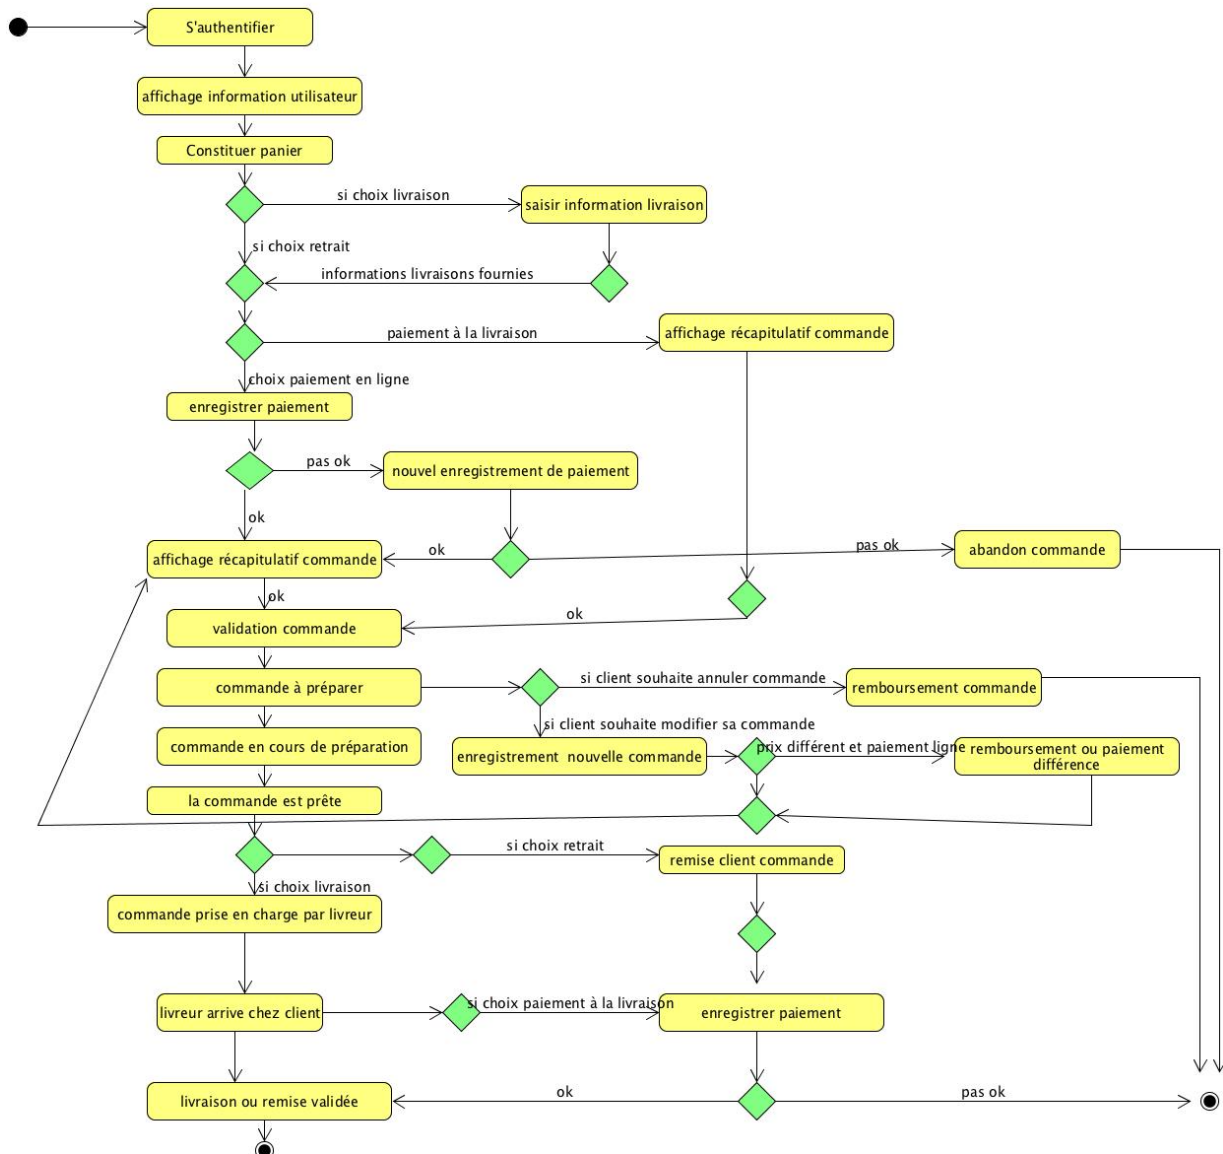 S'authentifier
affichage information utilisateur
Constituer panier
si choix livraison
saisir information livraison
si choix retrait
informations livraisons fournies
paiement à la livraison
affichage récapitulatif commande
choix paiement en ligne
enregistrer paiement
pas ok
nouvel enregistrement de paiement
ok
affichage récapitulatif commande
ok
pas ok
abandon commande
ok
validation commande
ok
commande à préparer
si client souhaite annuler commande
remboursement commande
si client souhaite modifier sa commande
commande en cours de préparation
enregistrement nouvelle commande
prix différent et paiement ligne
remboursement ou paiement
différence
la commande est prête
si choix retrait
remise client commande
si choix livraison
commande prise en charge par livreur
livreur arrive chez client
si choix paiement à la livraison
enregistrer paiement
livraison ou remise validée
ok
pas ok